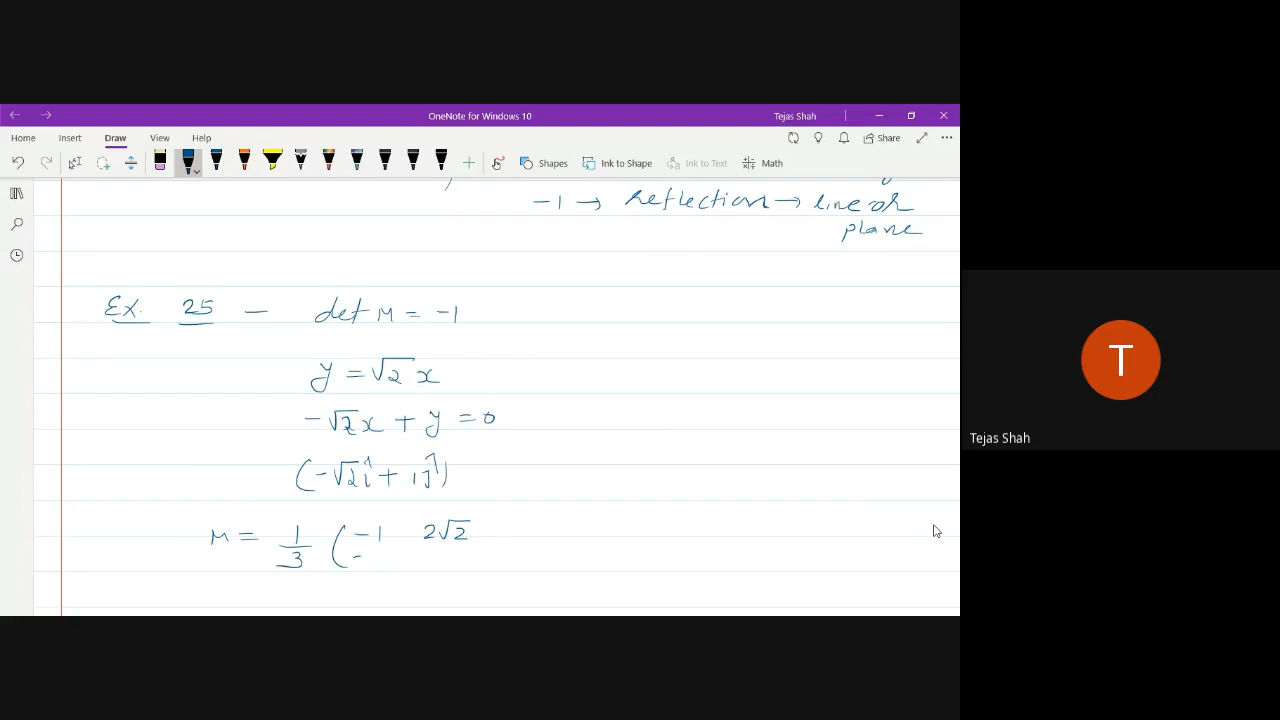 OneNote for Windows 10
Tejas Shah
Home Insert Draw View Help
Share
Shapes Ink to Shape Ink to Text Math
-1 → Reflection → line or
plane
Ex. 25 — det M = -1
y = √2 x
-√2x + y = 0
(-√2 î + 1ĵ)
M = 1/3 ( -1 2√2
-
T
Tejas Shah